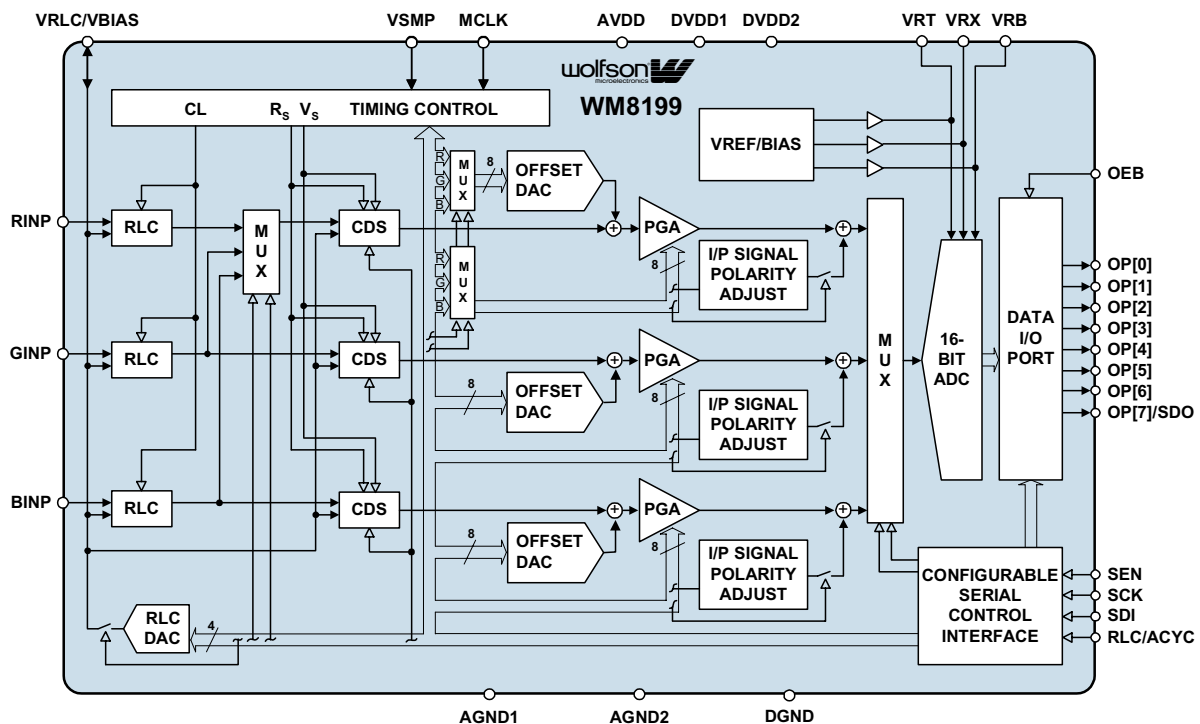 VRLC/VBIAS
VSMP
MCLK
AVDD
DVDD1
DVDD2
VRT
VRX
VRB
wolfson
microelectronics
WM8199
CL
RS
VS
TIMING CONTROL
VREF/BIAS
OEB
R
G
B
MUX
8
OFFSET
DAC
RINP
RLC
MUX
CDS
+
PGA
8
I/P SIGNAL
POLARITY
ADJUST
+
R
G
B
MUX
MUX
16-
BIT
ADC
DATA
I/O
PORT
OP[0]
OP[1]
OP[2]
OP[3]
OP[4]
OP[5]
OP[6]
OP[7]/SDO
GINP
RLC
CDS
+
PGA
+
8
OFFSET
DAC
8
I/P SIGNAL
POLARITY
ADJUST
BINP
RLC
CDS
+
PGA
+
8
OFFSET
DAC
8
I/P SIGNAL
POLARITY
ADJUST
CONFIGURABLE
SERIAL
CONTROL
INTERFACE
SEN
SCK
SDI
RLC/ACYC
RLC
DAC
4
AGND1
AGND2
DGND